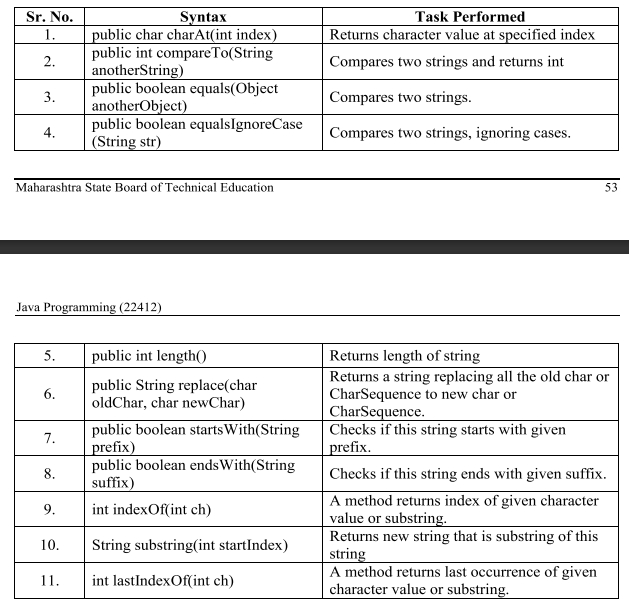 Sr. No. Syntax Task Performed
1. public char charAt(int index) Returns character value at specified index
2. public int compareTo(String
anotherString) Compares two strings and returns int
3. public boolean equals(Object
anotherObject) Compares two strings.
4. public boolean equalsIgnoreCase
(String str) Compares two strings, ignoring cases.
Maharashtra State Board of Technical Education 53
Java Programming (22412)
5. public int length() Returns length of string
6. public String replace(char
oldChar, char newChar) Returns a string replacing all the old char or
CharSequence to new char or
CharSequence.
7. public boolean startsWith(String
prefix) Checks if this string starts with given
prefix.
8. public boolean endsWith(String
suffix) Checks if this string ends with given suffix.
9. int indexOf(int ch) A method returns index of given character
value or substring.
10. String substring(int startIndex) Returns new string that is substring of this
string
11. int lastIndexOf(int ch) A method returns last occurrence of given
character value or substring.